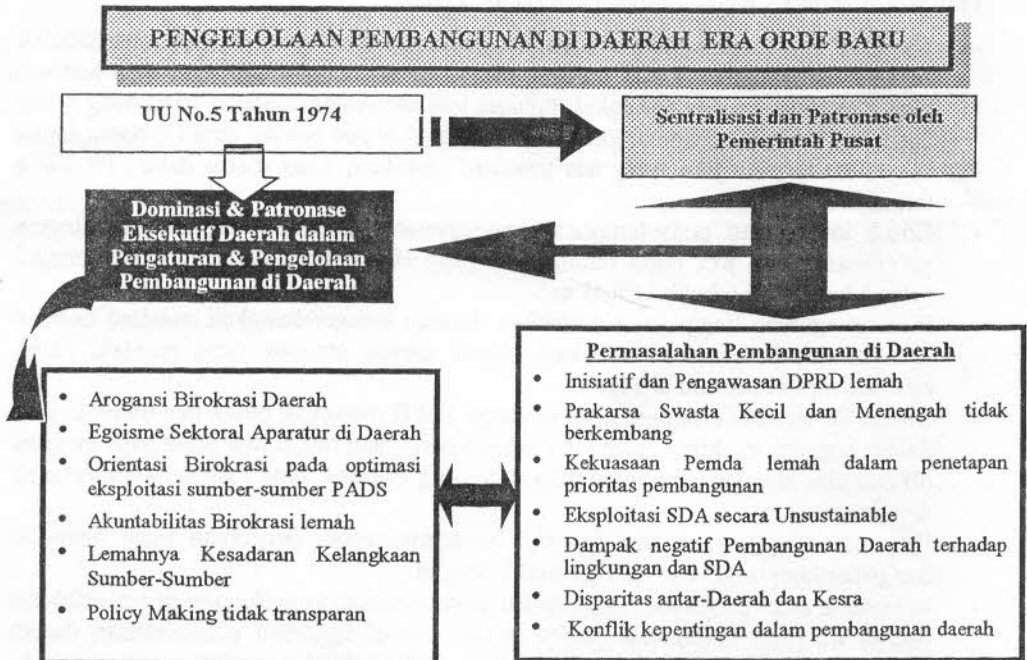 PENGELOLAAN PEMBANGUNAN DI DAERAH ERA ORDE BARU
UU No.5 Tahun 1974
Sentralisasi dan Patronase oleh
Pemerintah Pusat
Dominasi & Patronase
Eksekutif Daerah dalam
Pengaturan & Pengelolaan
Pembangunan di Daerah
• Arogansi Birokrasi Daerah
• Egoisme Sektoral Aparatur di Daerah
• Orientasi Birokrasi pada optimasi
eksploitasi sumber-sumber PADS
• Akuntabilitas Birokrasi lemah
• Lemahnya Kesadaran Kelangkaan
Sumber-Sumber
• Policy Making tidak transparan
Permasalahan Pembangunan di Daerah
• Inisiatif dan Pengawasan DPRD lemah
• Prakarsa Swasta Kecil dan Menengah tidak
berkembang
• Kekuasaan Pemda lemah dalam penetapan
prioritas pembangunan
• Eksploitasi SDA secara Unsustainable
• Dampak negatif Pembangunan Daerah terhadap
lingkungan dan SDA
• Disparitas antar-Daerah dan Kesra
• Konflik kepentingan dalam pembangunan daerah